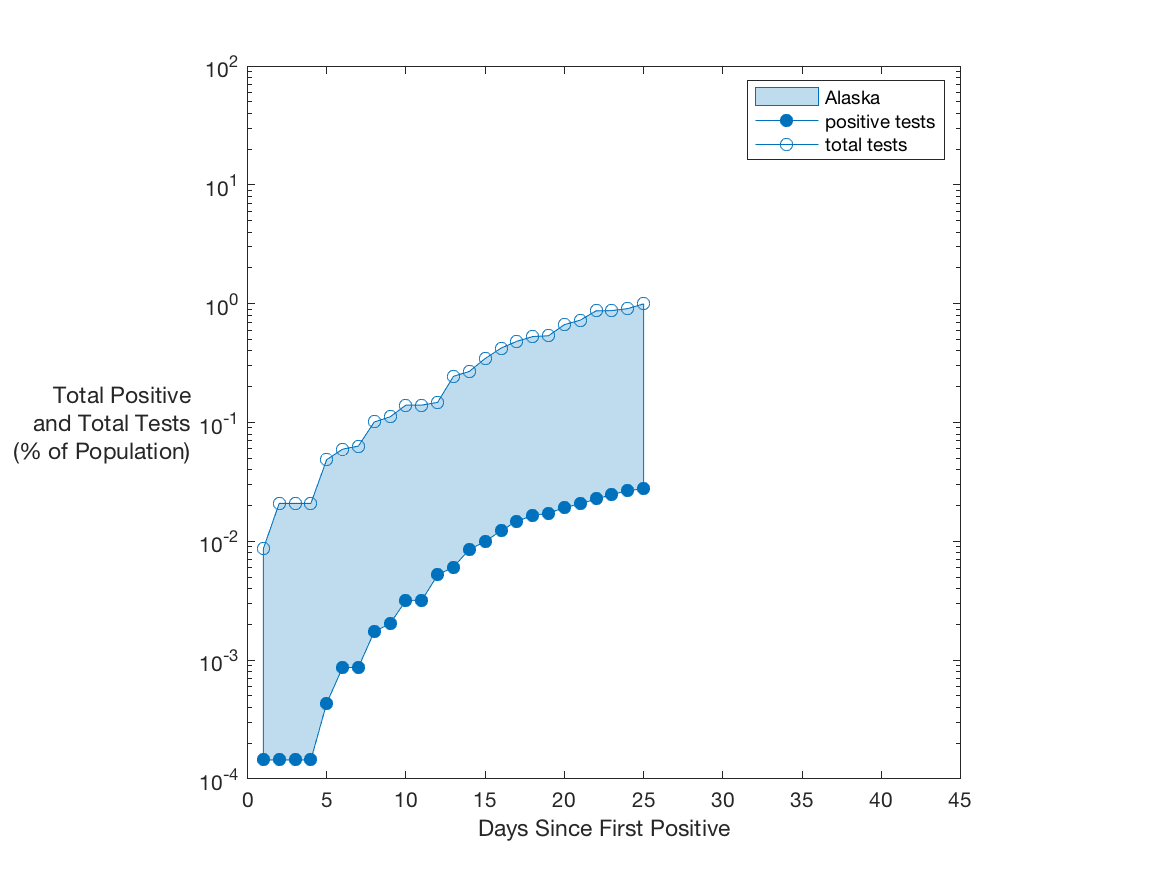 10^2
10^1
10^0
10^-1
10^-2
10^-3
10^-4
Total Positive
and Total Tests
(% of Population)
Alaska
positive tests
total tests
0 5 10 15 20 25 30 35 40 45
Days Since First Positive